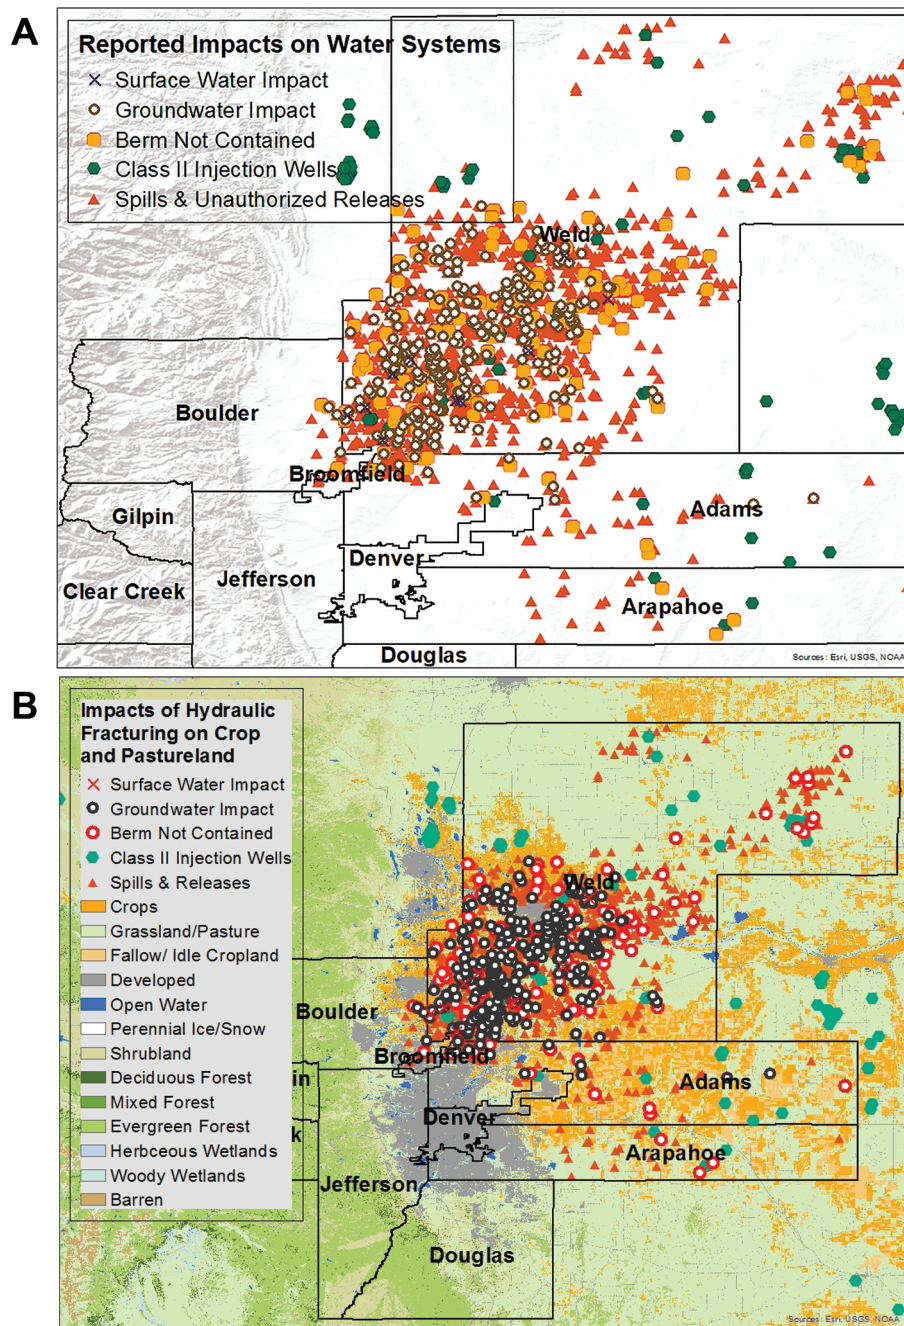 A
Reported Impacts on Water Systems
Surface Water Impact
Groundwater Impact
Berm Not Contained
Class II Injection Wells
Spills & Unauthorized Releases
Weld
Boulder
Broomfield
Gilpin
Adams
Denver
Jefferson
Clear Creek
Arapahoe
Douglas
Sources: Esri, USGS, NOAA
B
Impacts of Hydraulic
Fracturing on Crop
and Pastureland
Surface Water Impact
Groundwater Impact
Berm Not Contained
Class II Injection Wells
Spills & Releases
Crops
Grassland/Pasture
Fallow/ Idle Cropland
Developed
Open Water
Perennial Ice/Snow
Shrubland
Deciduous Forest
Mixed Forest
Evergreen Forest
Herbceous Wetlands
Woody Wetlands
Barren
Weld
Boulder
Broomfield
in
Adams
Denver
k
Arapahoe
Jefferson
Douglas
Sources: Esri, USGS, NOAA